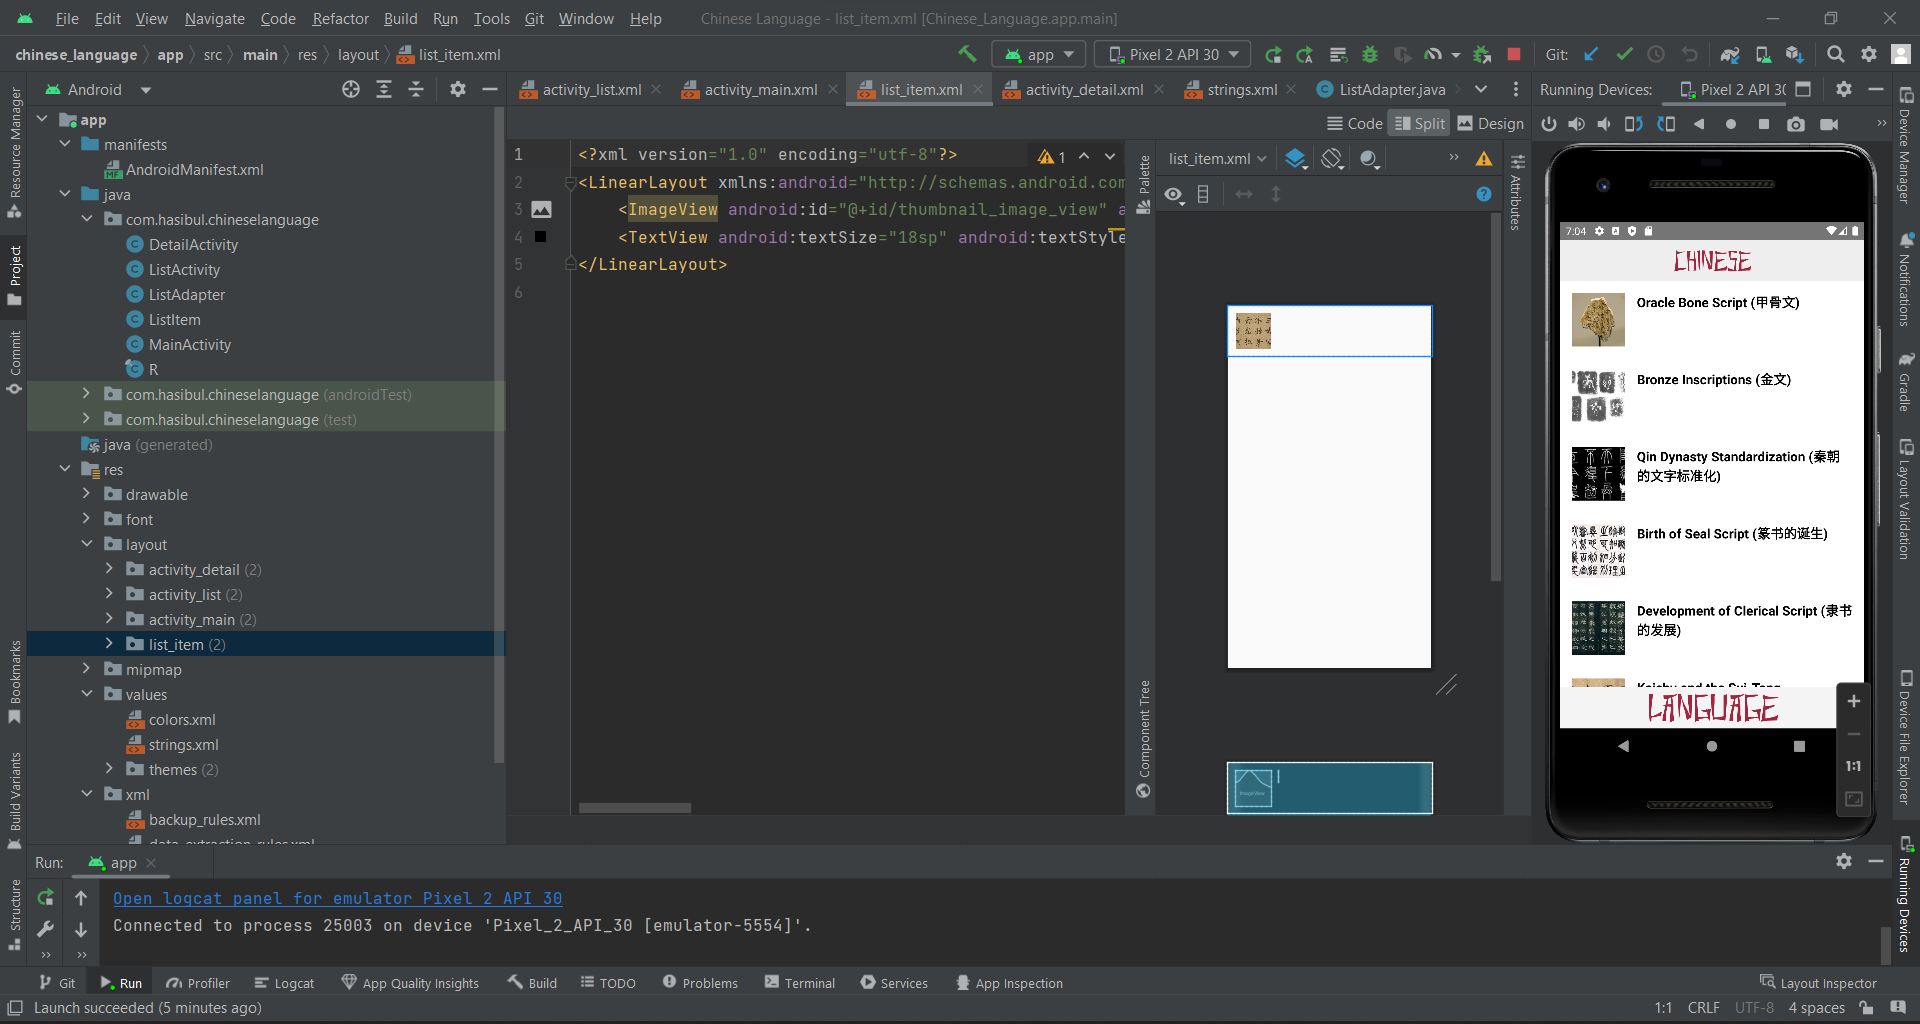 File Edit View Navigate Code Refactor Build Run Tools Git Window Help Chinese Language - list_item.xml [Chinese_Language.app.main]
chinese_language app src main res layout list_item.xml app Pixel 2 API 30 Git:
Android activity_list.xml activity_main.xml list_item.xml activity_detail.xml strings.xml ListAdapter.java Running Devices: Pixel 2 API 30
Code Split Design
Resource Manager
Project
Commit
Bookmarks
Build Variants
Structure
app
manifests
AndroidManifest.xml
java
com.hasibul.chineselanguage
DetailActivity
ListActivity
ListAdapter
ListItem
MainActivity
R
com.hasibul.chineselanguage (androidTest)
com.hasibul.chineselanguage (test)
java (generated)
res
drawable
font
layout
activity_detail (2)
activity_list (2)
activity_main (2)
list_item (2)
mipmap
values
colors.xml
strings.xml
themes (2)
xml
backup_rules.xml
data_extraction_rules.xml
1 <?xml version="1.0" encoding="utf-8"?> 1
2 <LinearLayout xmlns:android="http://schemas.android.com
3 <ImageView android:id="@+id/thumbnail_image_view" a
4 <TextView android:textSize="18sp" android:textStyle
5 </LinearLayout>
6
Palette
Component Tree
list_item.xml
Attributes
ImageView
7:04
CHINESE
Oracle Bone Script (甲骨文)
Bronze Inscriptions (金文)
Qin Dynasty Standardization (秦朝
的文字标准化)
Birth of Seal Script (篆书的诞生)
Development of Clerical Script (隶书
的发展)
Kaishu and the Sui-Tang
LANGUAGE
1:1
Device Manager
Notifications
Gradle
Layout Validation
Device File Explorer
Running Devices
Run: app
Open logcat panel for emulator Pixel 2 API 30
Connected to process 25003 on device 'Pixel_2_API_30 [emulator-5554]'.
Git Run Profiler Logcat App Quality Insights Build TODO Problems Terminal Services App Inspection Layout Inspector
Launch succeeded (5 minutes ago) 1:1 CRLF UTF-8 4 spaces